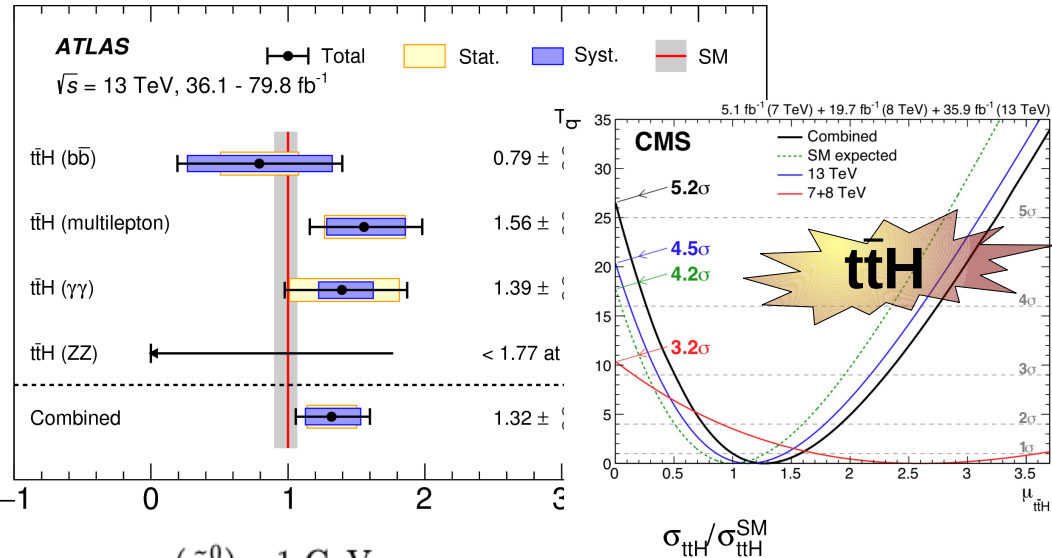 ATLAS
Total Stat. Syst. SM
√s = 13 TeV, 36.1 - 79.8 fb⁻¹
tt̄H (bb̄) 0.79 ±
tt̄H (multilepton) 1.56 ±
tt̄H (γγ) 1.39 ±
tt̄H (ZZ) < 1.77 at
Combined 1.32 ±
−1 0 1 2 3
5.1 fb⁻¹ (7 TeV) + 19.7 fb⁻¹ (8 TeV) + 35.9 fb⁻¹ (13 TeV)
q
CMS
Combined
SM expected
13 TeV
7+8 TeV
35
30
25
20
15
10
5
0
5.2σ
4.5σ
4.2σ
3.2σ
5σ
4σ
3σ
2σ
1σ
tt̄H
0 0.5 1 1.5 2 2.5 3 3.5
μ tt̄H
σ ttH/σ SM ttH